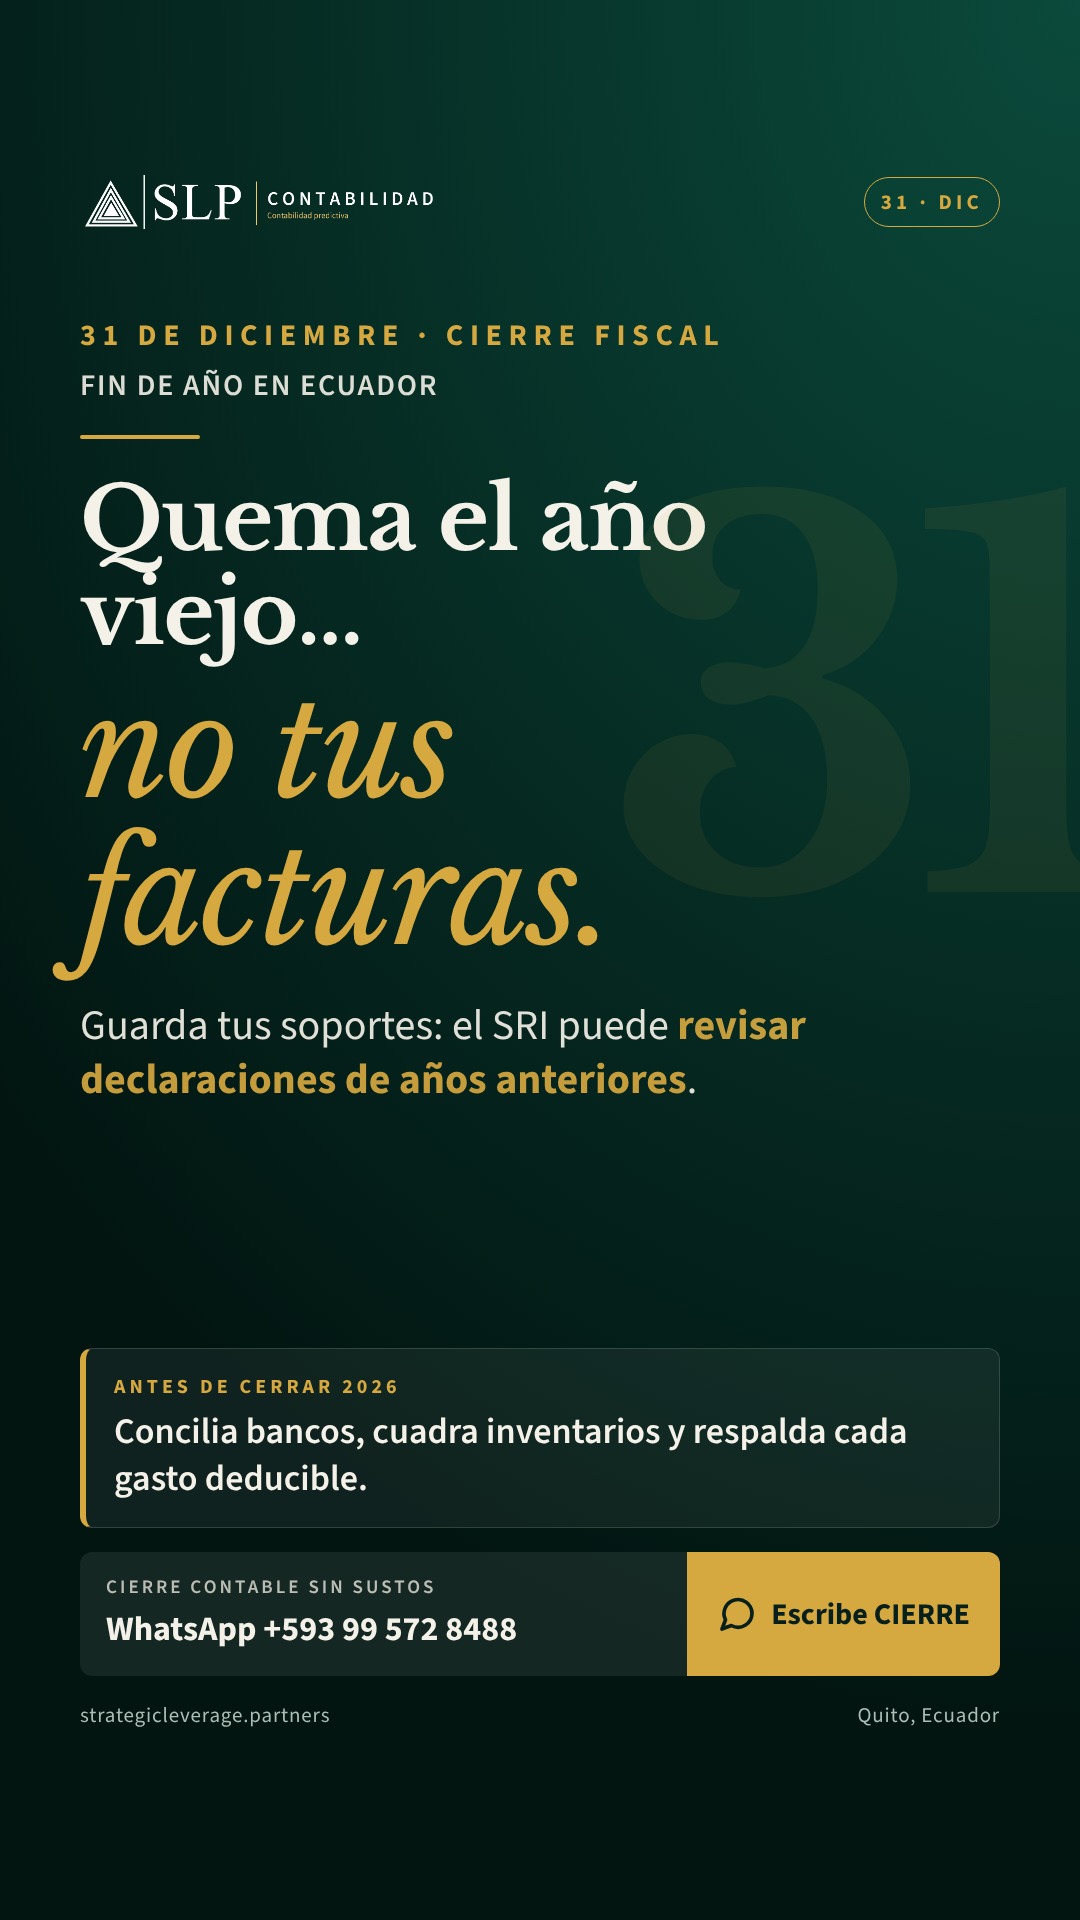 SLP
CONTABILIDAD
Contabilidad predictiva
31 · DIC
31 DE DICIEMBRE · CIERRE FISCAL
FIN DE AÑO EN ECUADOR
31
Quema el año
viejo...
no tus
facturas.
Guarda tus soportes: el SRI puede revisar
declaraciones de años anteriores.
ANTES DE CERRAR 2026
Concilia bancos, cuadra inventarios y respalda cada
gasto deducible.
CIERRE CONTABLE SIN SUSTOS
WhatsApp +593 99 572 8488
Escribe CIERRE
strategicleverage.partners
Quito, Ecuador